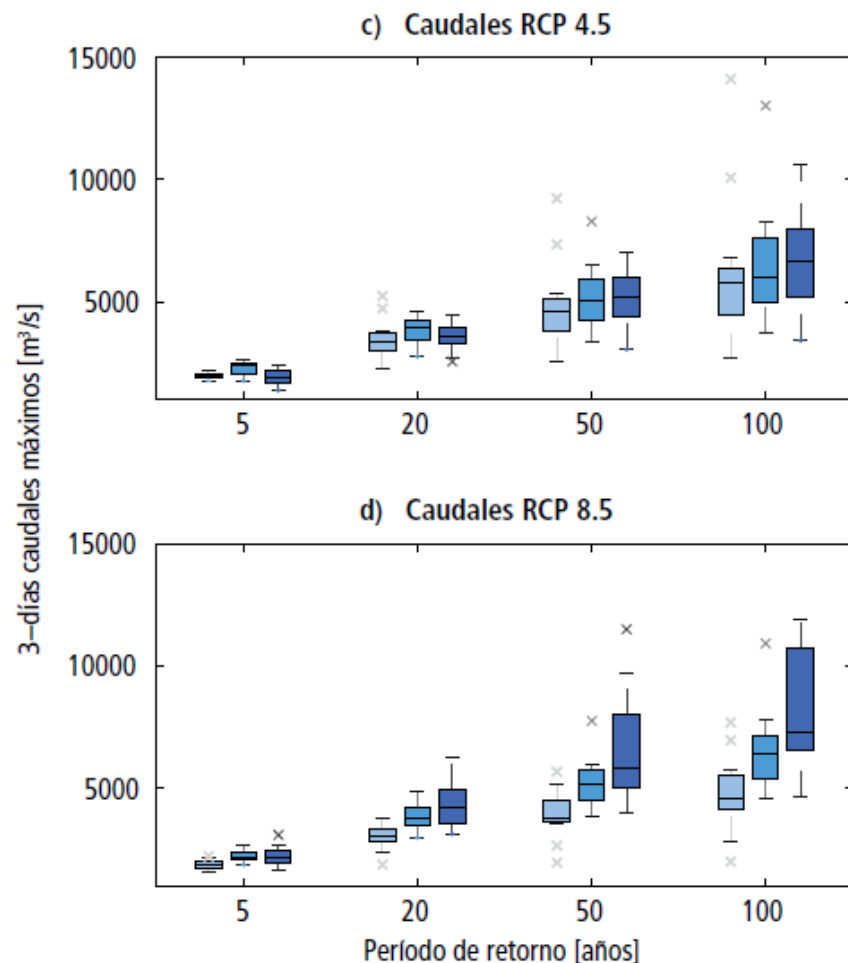 c) Caudales RCP 4.5
15000
10000
5000
5 20 50 100
3–días caudales máximos [m³/s]
d) Caudales RCP 8.5
15000
10000
5000
5 20 50 100
Período de retorno [años]